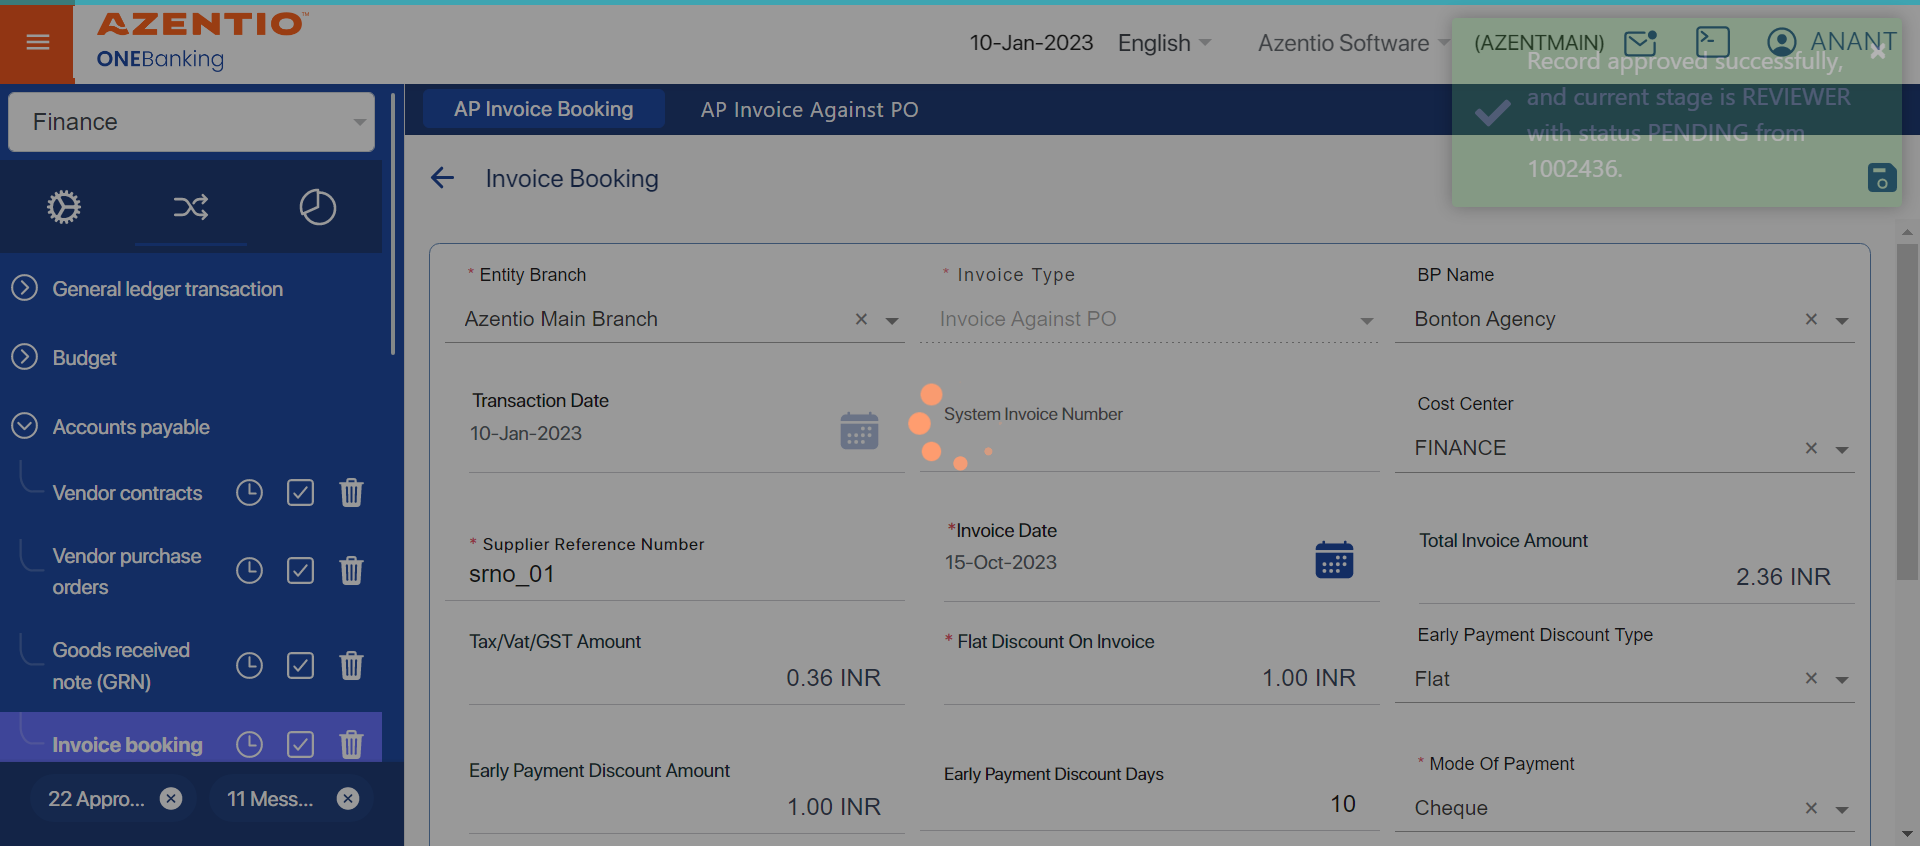 AZENTIO™
ONEBanking
10-Jan-2023 English Azentio Software (AZENTMAIN) ANANT
Record approved successfully,
and current stage is REVIEWER
with status PENDING from
1002436.
Finance
AP Invoice Booking AP Invoice Against PO
Invoice Booking
General ledger transaction
Budget
Accounts payable
Vendor contracts
Vendor purchase
orders
Goods received
note (GRN)
Invoice booking
22 Appro... 11 Mess...
* Entity Branch * Invoice Type BP Name
Azentio Main Branch Invoice Against PO Bonton Agency
Transaction Date System Invoice Number Cost Center
10-Jan-2023 FINANCE
* Supplier Reference Number *Invoice Date Total Invoice Amount
srno_01 15-Oct-2023 2.36 INR
Tax/Vat/GST Amount * Flat Discount On Invoice Early Payment Discount Type
0.36 INR 1.00 INR Flat
Early Payment Discount Amount Early Payment Discount Days * Mode Of Payment
1.00 INR 10 Cheque